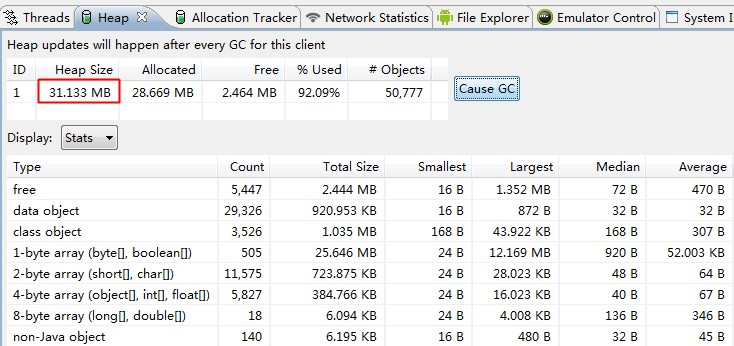 Threads Heap Allocation Tracker Network Statistics File Explorer Emulator Control System I
Heap updates will happen after every GC for this client
ID Heap Size Allocated Free % Used # Objects
1 31.133 MB 28.669 MB 2.464 MB 92.09% 50,777 Cause GC
Display: Stats
Type Count Total Size Smallest Largest Median Average
free 5,447 2.444 MB 16 B 1.352 MB 72 B 470 B
data object 29,326 920.953 KB 16 B 872 B 32 B 32 B
class object 3,526 1.035 MB 168 B 43.922 KB 168 B 307 B
1-byte array (byte[], boolean[]) 505 25.646 MB 24 B 12.169 MB 920 B 52.003 KB
2-byte array (short[], char[]) 11,575 723.875 KB 24 B 28.023 KB 48 B 64 B
4-byte array (object[], int[], float[]) 5,827 384.766 KB 24 B 16.023 KB 40 B 67 B
8-byte array (long[], double[]) 18 6.094 KB 24 B 4.008 KB 136 B 346 B
non-Java object 140 6.195 KB 16 B 480 B 32 B 45 B